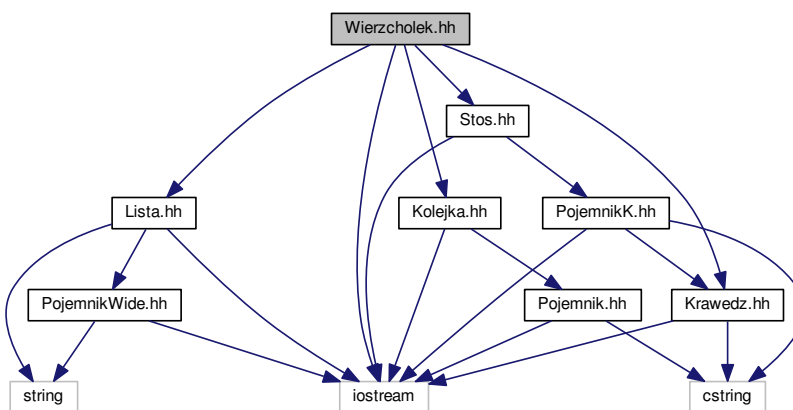 Wierzcholek.hh
Stos.hh
Lista.hh
Kolejka.hh
PojemnikK.hh
PojemnikWide.hh
Pojemnik.hh
Krawedz.hh
string
iostream
cstring